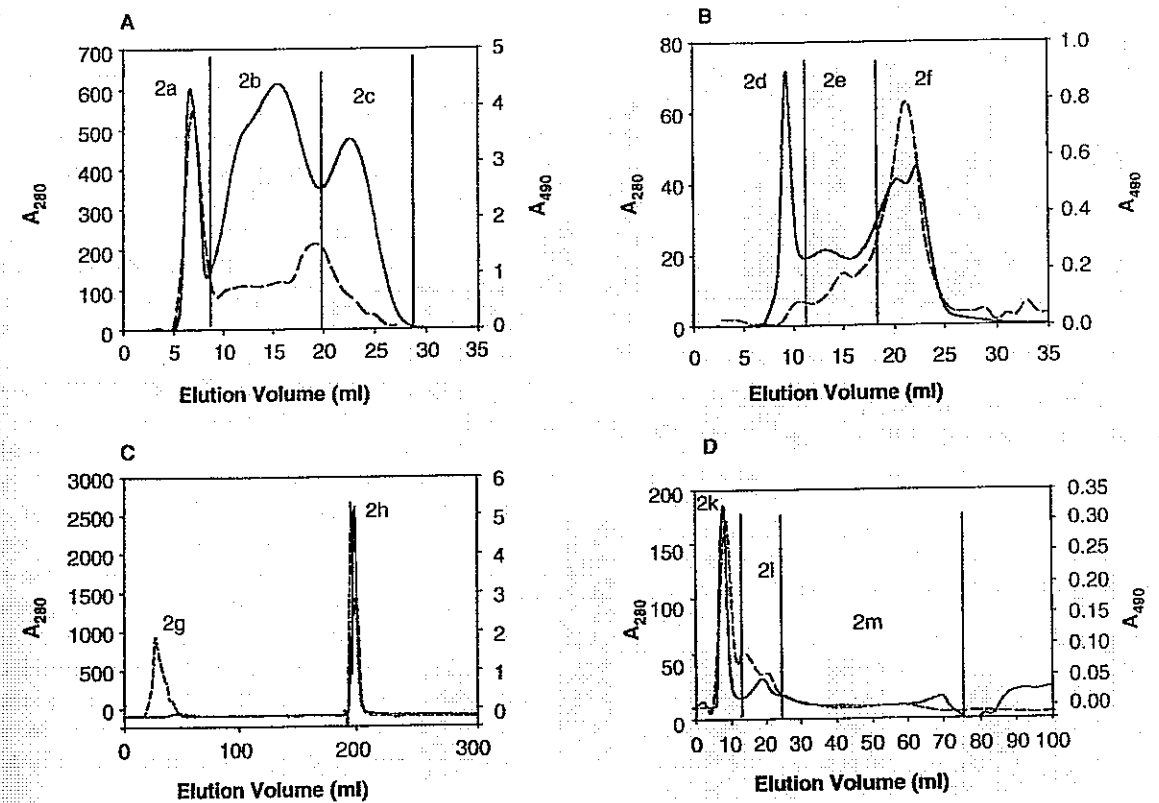 A
700
600
500
400
300
200
100
0
A280
2a
2b
2c
5
4
3
2
1
0
A490
0 5 10 15 20 25 30 35
Elution Volume (ml)
B
80
60
40
20
0
A280
2d
2e
2f
1.0
0.8
0.6
0.4
0.2
0.0
A490
0 5 10 15 20 25 30 35
Elution Volume (ml)
C
3000
2500
2000
1500
1000
500
0
A280
2g
2h
6
5
4
3
2
1
0
0 100 200 300
Elution Volume (ml)
D
200
150
100
50
0
A280
2k
2l
2m
0.35
0.30
0.25
0.20
0.15
0.10
0.05
0.00
A490
0 10 20 30 40 50 60 70 80 90 100
Elution Volume (ml)